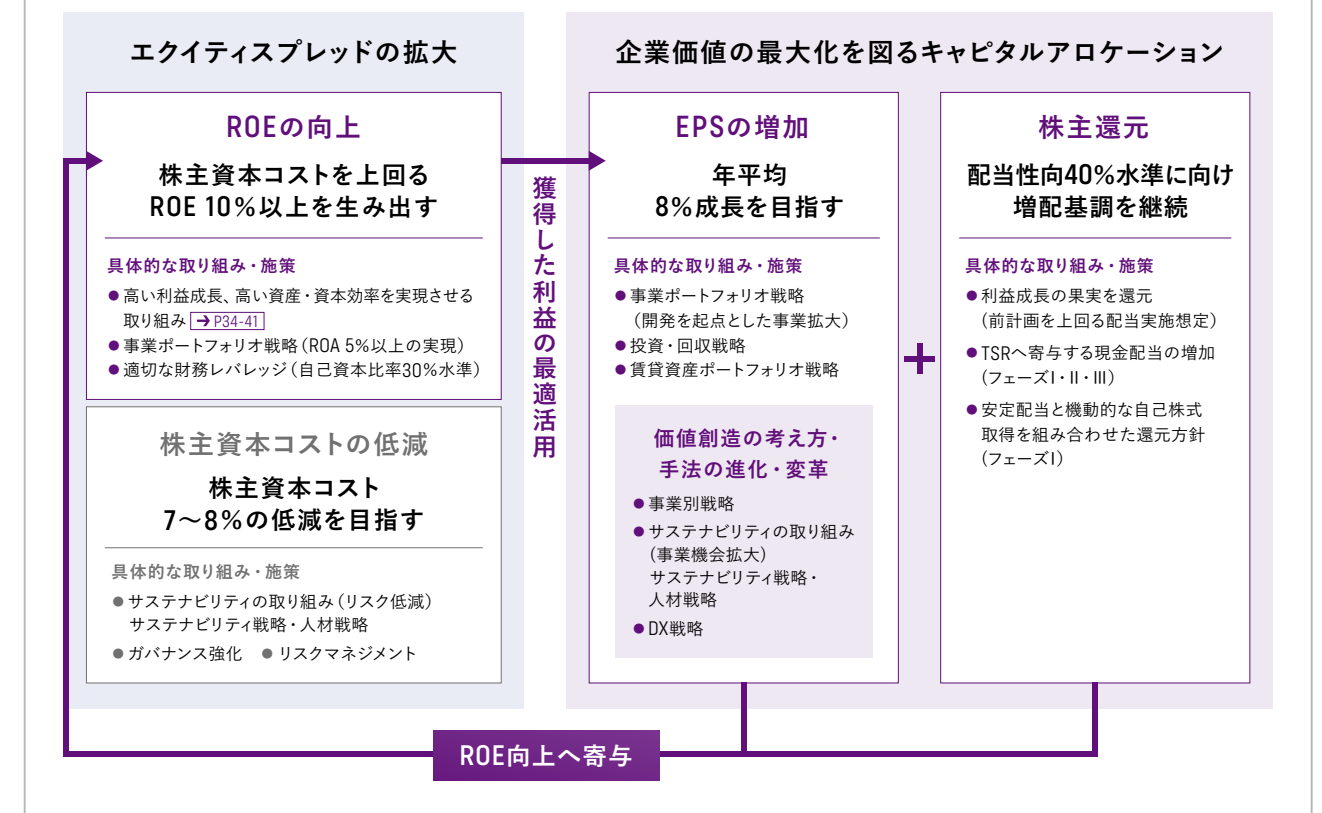 エクイティスプレッドの拡大
ROEの向上
株主資本コストを上回る
ROE 10%以上を生み出す
具体的な取り組み・施策
●高い利益成長、高い資産・資本効率を実現させる
取り組み ➔P34-41
●事業ポートフォリオ戦略(ROA 5%以上の実現)
●適切な財務レバレッジ(自己資本比率30%水準)
株主資本コストの低減
株主資本コスト
7〜8%の低減を目指す
具体的な取り組み・施策
●サステナビリティの取り組み(リスク低減)
サステナビリティ戦略・人材戦略
●ガバナンス強化 ●リスクマネジメント
獲得した利益の最適活用
企業価値の最大化を図るキャピタルアロケーション
EPSの増加
年平均
8%成長を目指す
具体的な取り組み・施策
●事業ポートフォリオ戦略
(開発を起点とした事業拡大)
●投資・回収戦略
●賃貸資産ポートフォリオ戦略
価値創造の考え方・
手法の進化・変革
●事業別戦略
●サステナビリティの取り組み
(事業機会拡大)
サステナビリティ戦略・
人材戦略
●DX戦略
+
株主還元
配当性向40%水準に向け
増配基調を継続
具体的な取り組み・施策
●利益成長の果実を還元
(前計画を上回る配当実施想定)
●TSRへ寄与する現金配当の増加
(フェーズI・II・III)
●安定配当と機動的な自己株式
取得を組み合わせた還元方針
(フェーズI)
ROE向上へ寄与